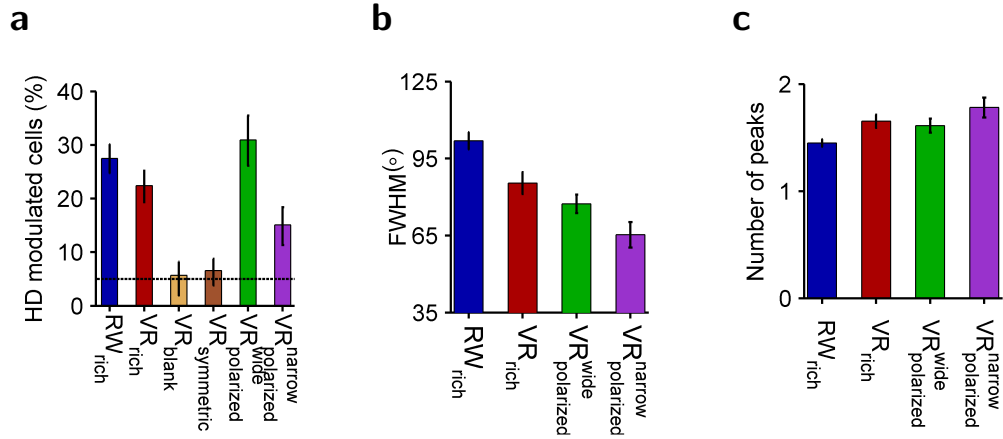 a
b
c
HD modulated cells (%)
40
30
20
10
0
RW rich
VR rich
VR blank
VR symmetric
VR wide polarized
VR narrow polarized
FWHM(o)
125
95
65
35
RW rich
VR rich
VR wide polarized
VR narrow polarized
Number of peaks
2
1
0
RW rich
VR rich
VR wide polarized
VR narrow polarized